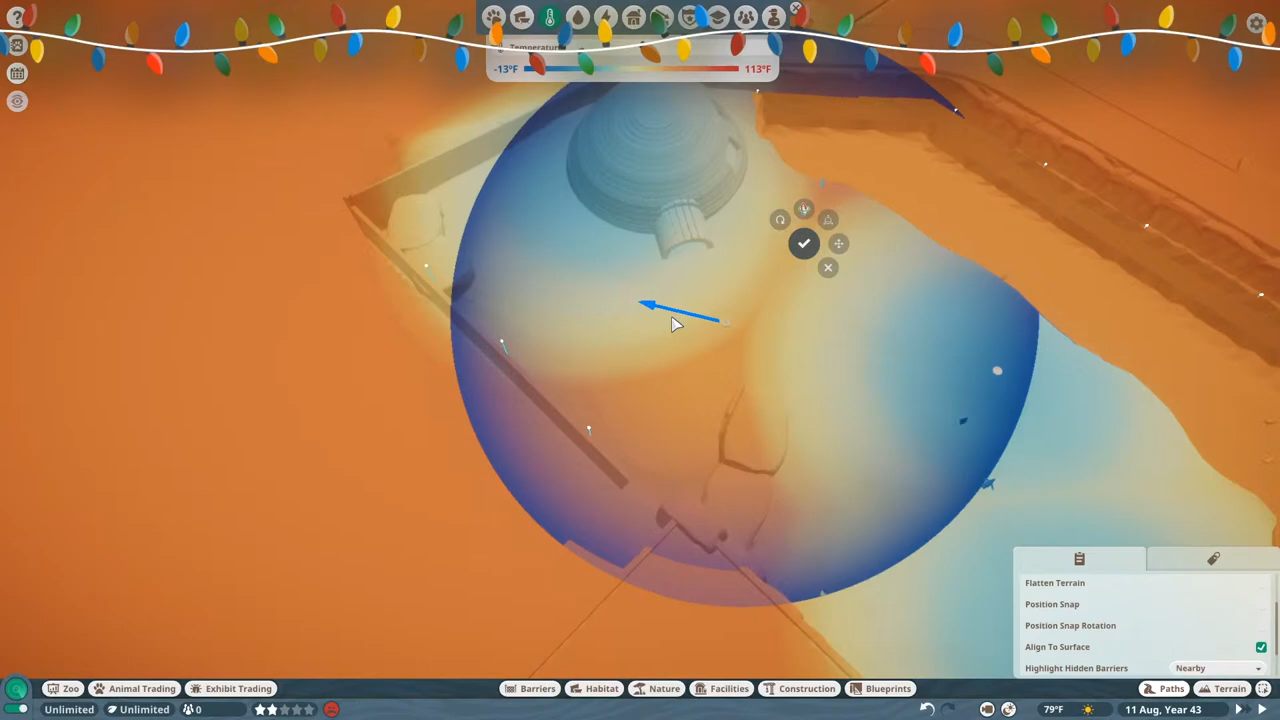 Temperature
-13°F 113°F
Flatten Terrain
Position Snap
Position Snap Rotation
Align To Surface
Highlight Hidden Barriers Nearby
Zoo Animal Trading Exhibit Trading Barriers Habitat Nature Facilities Construction Blueprints Paths Terrain
Unlimited Unlimited 0 79°F 11 Aug, Year 43